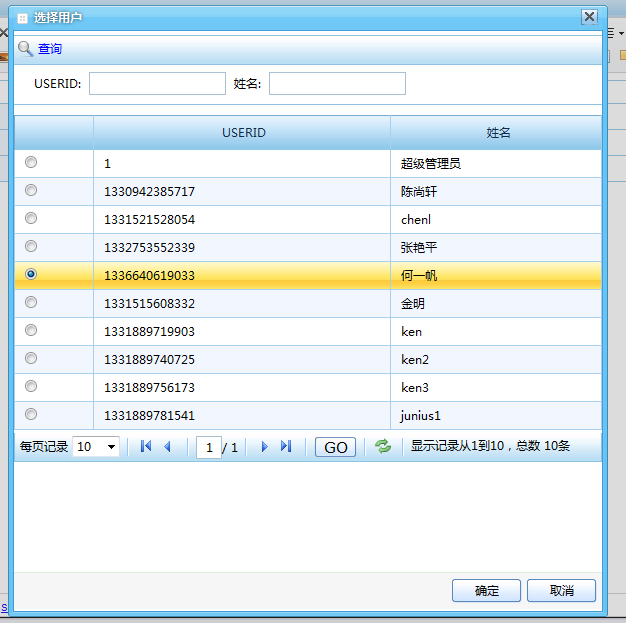 选择用户
查询
USERID: 姓名:
USERID 姓名
1 超级管理员
1330942385717 陈尚轩
1331521528054 chenl
1332753552339 张艳平
1336640619033 何一帆
1331515608332 金明
1331889719903 ken
1331889740725 ken2
1331889756173 ken3
1331889781541 junius1
每页记录 10 1 / 1 GO 显示记录从1到10，总数 10条
确定 取消